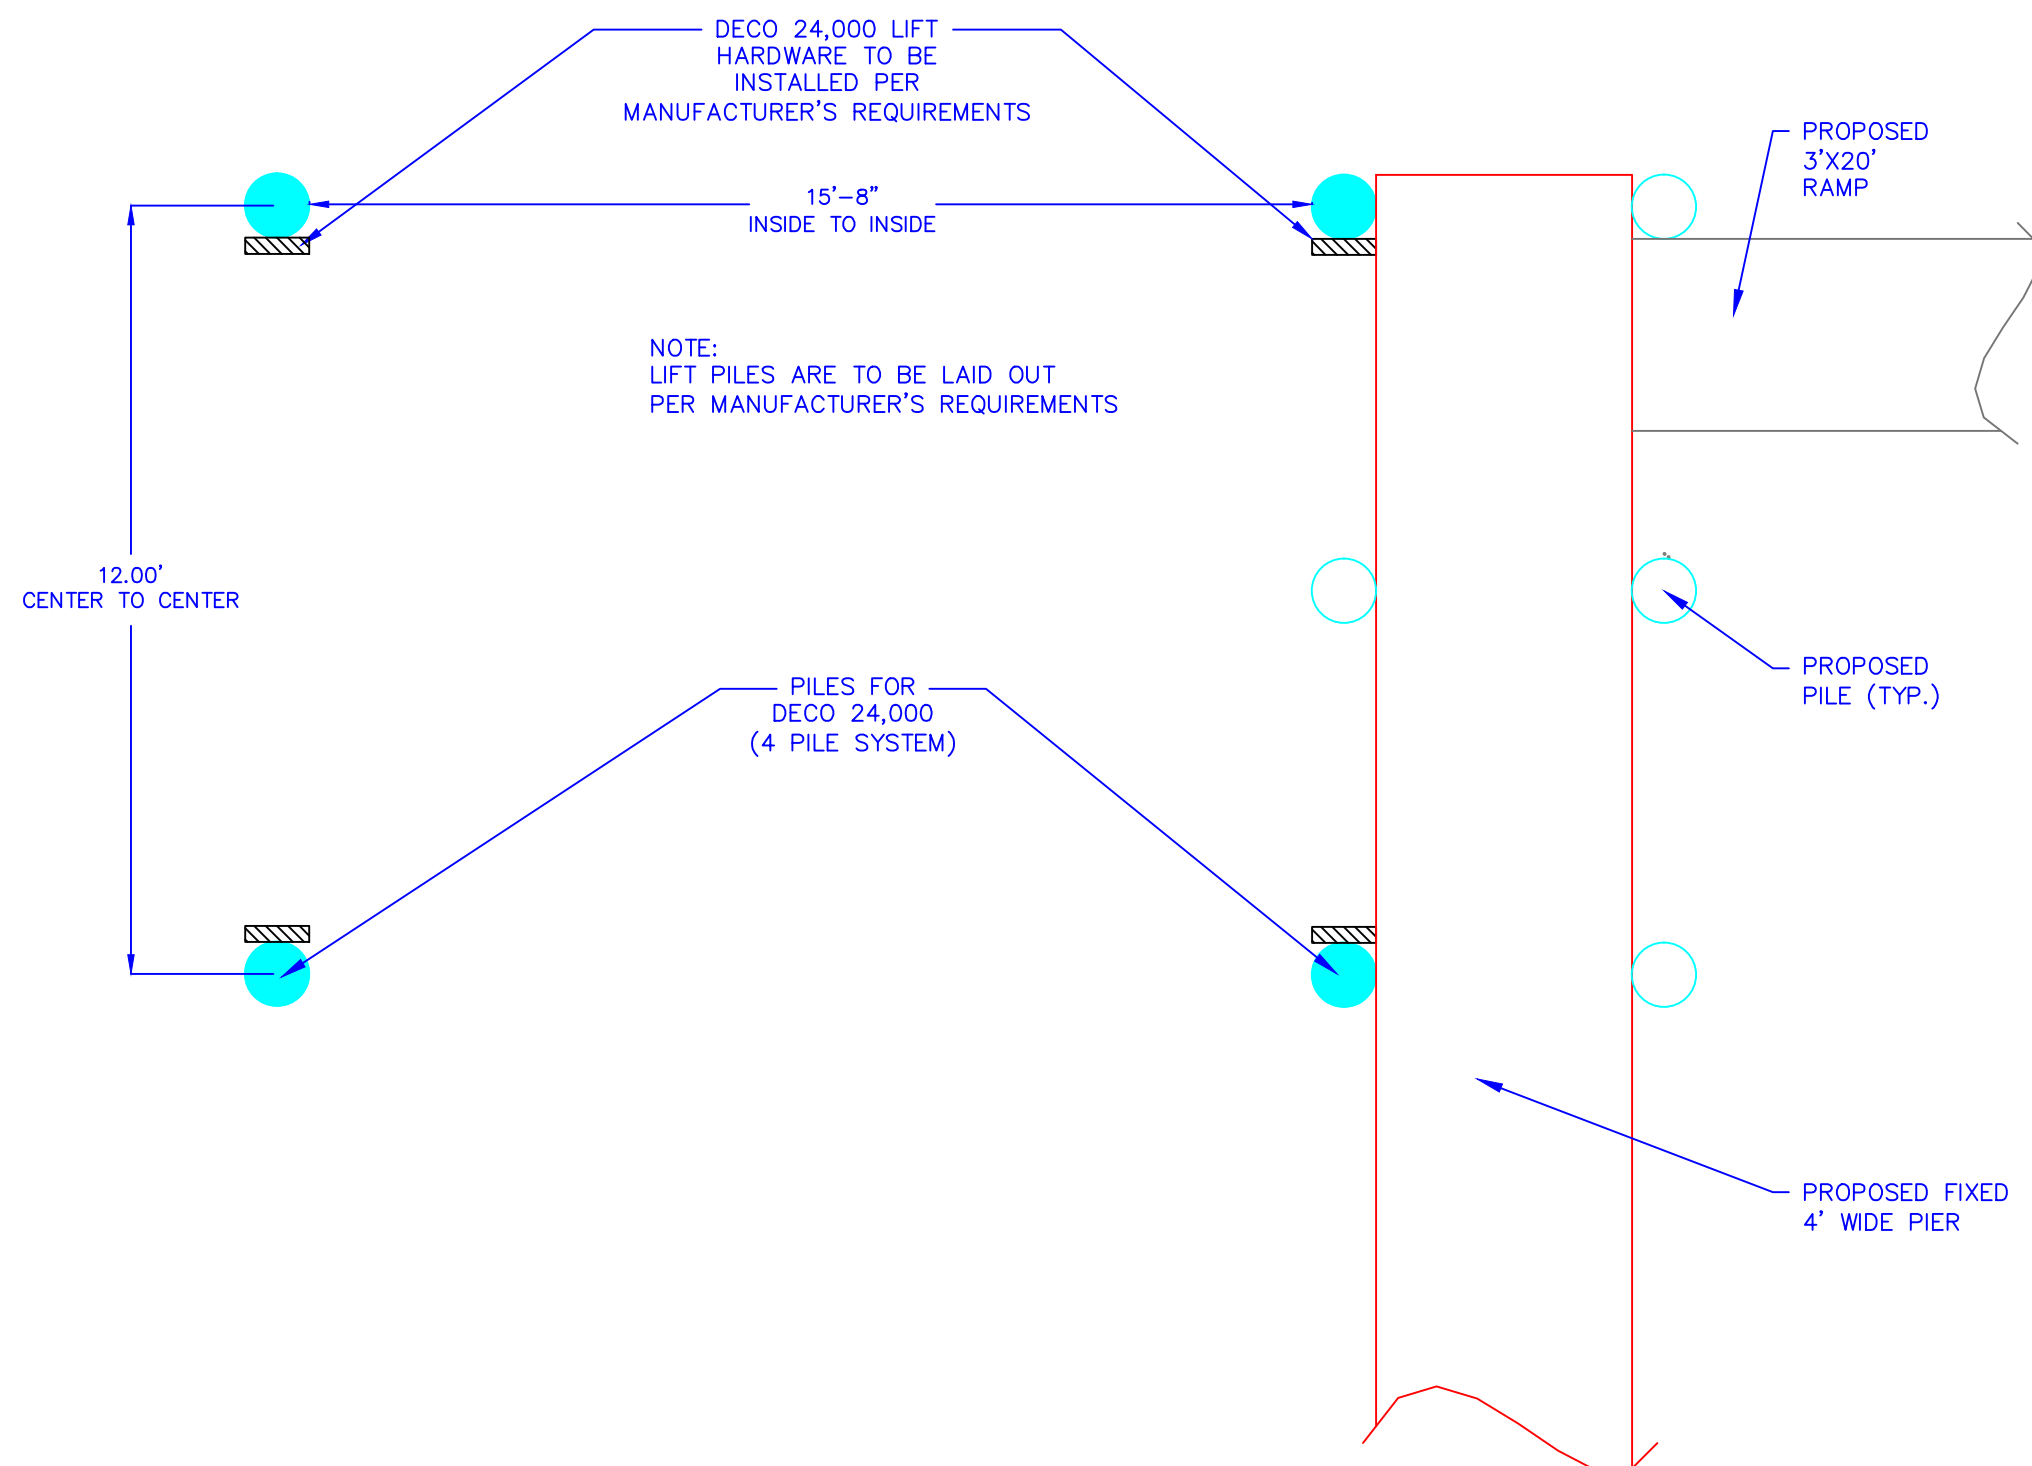 DECO 24,000 LIFT
HARDWARE TO BE
INSTALLED PER
MANUFACTURER'S REQUIREMENTS
PROPOSED
3'X20'
RAMP
15'-8"
INSIDE TO INSIDE
NOTE:
LIFT PILES ARE TO BE LAID OUT
PER MANUFACTURER'S REQUIREMENTS
12.00'
CENTER TO CENTER
PILES FOR
DECO 24,000
(4 PILE SYSTEM)
PROPOSED
PILE (TYP.)
PROPOSED FIXED
4' WIDE PIER